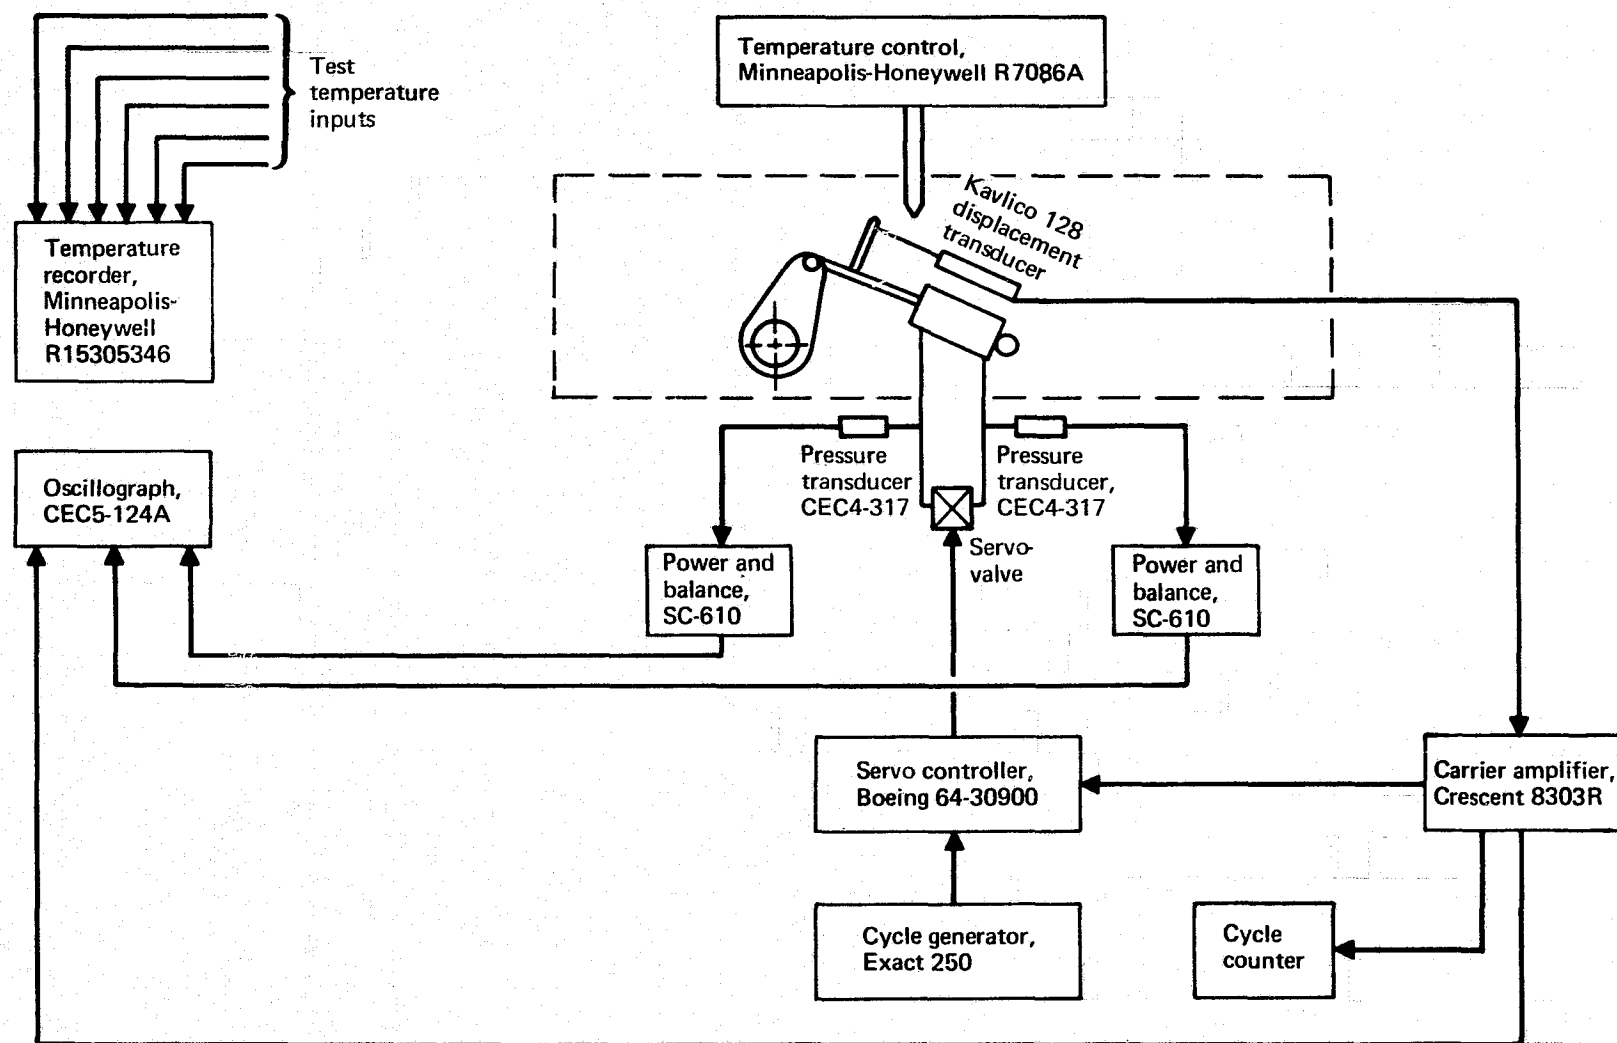 Test
temperature
inputs
Temperature control,
Minneapolis-Honeywell R7086A
Kavlico 128
displacement
transducer
Temperature
recorder,
Minneapolis-
Honeywell
R15305346
Oscillograph,
CEC5-124A
Pressure
transducer
CEC4-317
Pressure
transducer,
CEC4-317
Servo-
valve
Power and
balance,
SC-610
Power and
balance,
SC-610
Servo controller,
Boeing 64-30900
Carrier amplifier,
Crescent 8303R
Cycle generator,
Exact 250
Cycle
counter